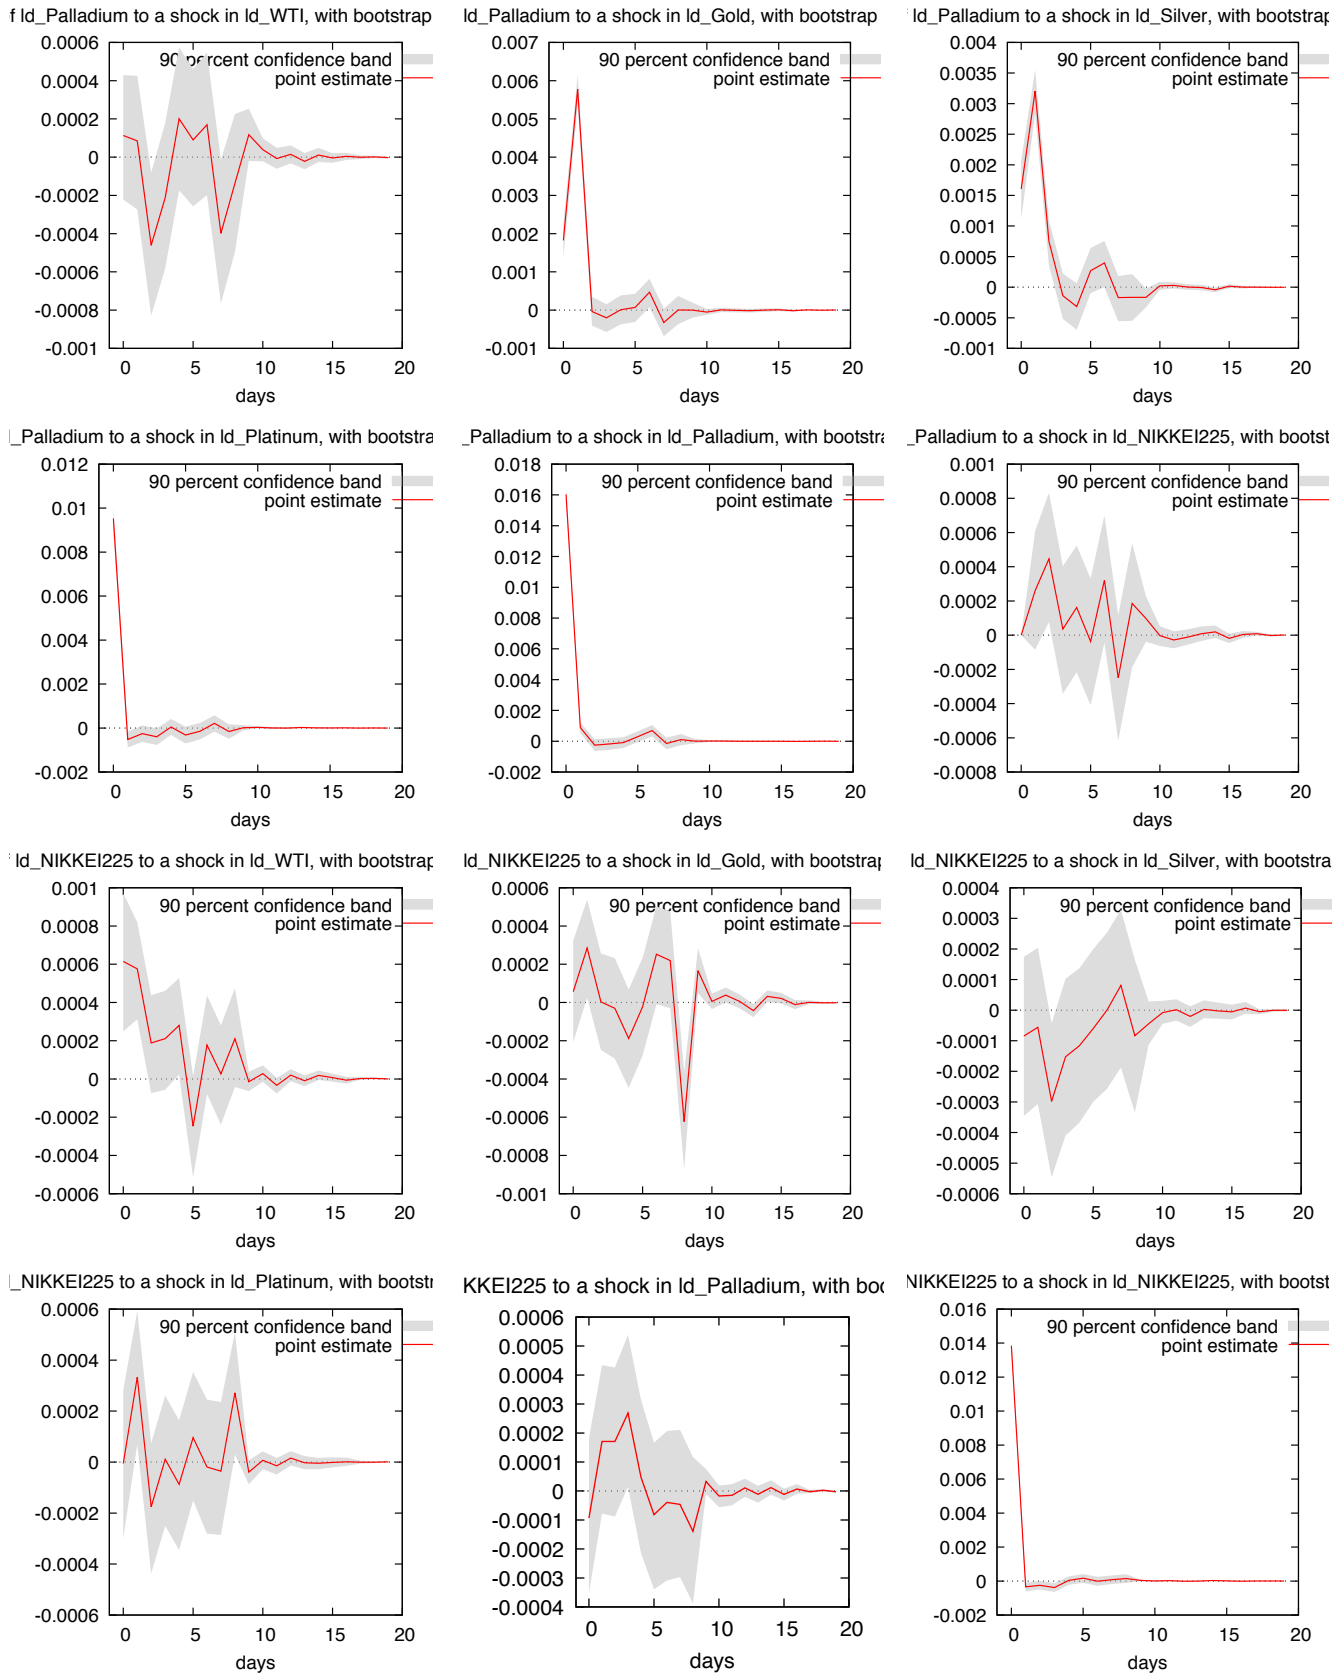 f ld_Palladium to a shock in ld_WTI, with bootstrap
90 percent confidence band
point estimate
0.0006
0.0004
0.0002
0
-0.0002
-0.0004
-0.0006
-0.0008
-0.001
0 5 10 15 20
days
ld_Palladium to a shock in ld_Gold, with bootstrap
90 percent confidence band
point estimate
0.007
0.006
0.005
0.004
0.003
0.002
0.001
0
-0.001
0 5 10 15 20
days
ld_Palladium to a shock in ld_Silver, with bootstrap
90 percent confidence band
point estimate
0.004
0.0035
0.003
0.0025
0.002
0.0015
0.001
0.0005
0
-0.0005
-0.001
0 5 10 15 20
days
_Palladium to a shock in ld_Platinum, with bootstra
90 percent confidence band
point estimate
0.012
0.01
0.008
0.006
0.004
0.002
0
-0.002
0 5 10 15 20
days
_Palladium to a shock in ld_Palladium, with bootstra
90 percent confidence band
point estimate
0.018
0.016
0.014
0.012
0.01
0.008
0.006
0.004
0.002
0
-0.002
0 5 10 15 20
days
_Palladium to a shock in ld_NIKKEI225, with bootst
90 percent confidence band
point estimate
0.001
0.0008
0.0006
0.0004
0.0002
0
-0.0002
-0.0004
-0.0006
-0.0008
0 5 10 15 20
days
ld_NIKKEI225 to a shock in ld_WTI, with bootstrap
90 percent confidence band
point estimate
0.001
0.0008
0.0006
0.0004
0.0002
0
-0.0002
-0.0004
-0.0006
0 5 10 15 20
days
ld_NIKKEI225 to a shock in ld_Gold, with bootstrap
90 percent confidence band
point estimate
0.0006
0.0004
0.0002
0
-0.0002
-0.0004
-0.0006
-0.0008
-0.001
0 5 10 15 20
days
ld_NIKKEI225 to a shock in ld_Silver, with bootstra
90 percent confidence band
point estimate
0.0004
0.0003
0.0002
0.0001
0
-0.0001
-0.0002
-0.0003
-0.0004
-0.0005
-0.0006
0 5 10 15 20
days
_NIKKEI225 to a shock in ld_Platinum, with bootstr
90 percent confidence band
point estimate
0.0006
0.0004
0.0002
0
-0.0002
-0.0004
-0.0006
0 5 10 15 20
days
KKEI225 to a shock in ld_Palladium, with boo
0.0006
0.0005
0.0004
0.0003
0.0002
0.0001
0
-0.0001
-0.0002
-0.0003
-0.0004
0 5 10 15 20
days
NIKKEI225 to a shock in ld_NIKKEI225, with bootst
90 percent confidence band
point estimate
0.016
0.014
0.012
0.01
0.008
0.006
0.004
0.002
0
-0.002
0 5 10 15 20
days